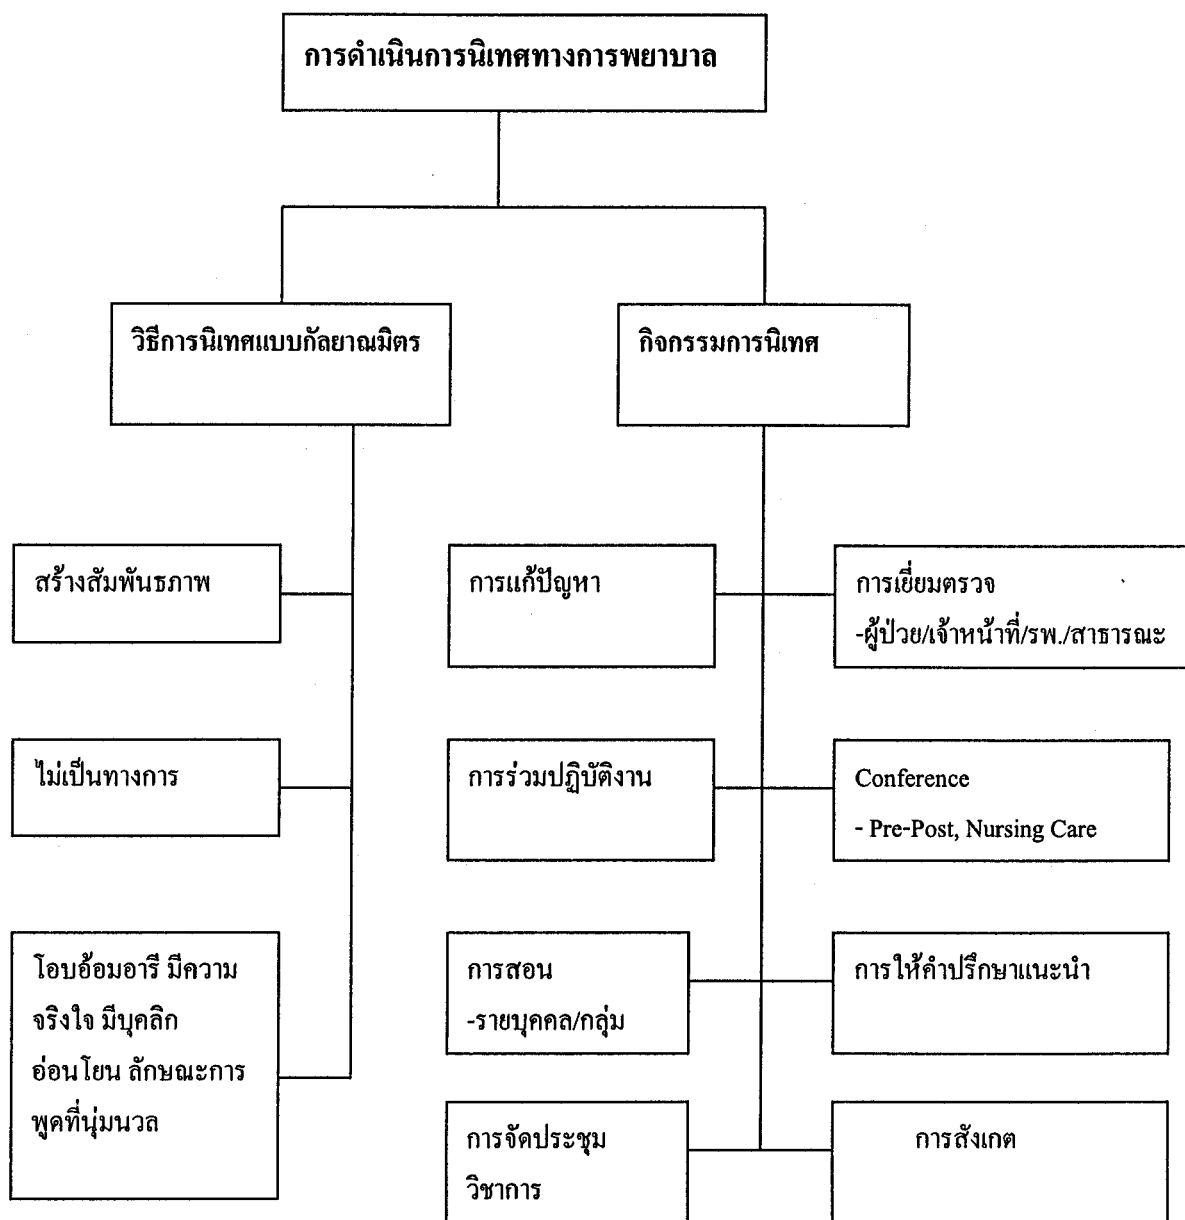 การดำเนินการนิเทศทางการพยาบาล
วิธีการนิเทศแบบกัลยาณมิตร
กิจกรรมการนิเทศ
สร้างสัมพันธภาพ
การแก้ปัญหา
การเยี่ยมตรวจ
-ผู้ป่วย/เจ้าหน้าที่/รพ./สาธารณะ
ไม่เป็นทางการ
การร่วมปฏิบัติงาน
Conference
- Pre-Post, Nursing Care
โอบอ้อมอารี มีความ
จริงใจ มีบุคลิก
อ่อนโยน ลักษณะการ
พูดที่นุ่มนวล
การสอน
-รายบุคคล/กลุ่ม
การให้คำปรึกษาแนะนำ
การจัดประชุม
วิชาการ
การสังเกต